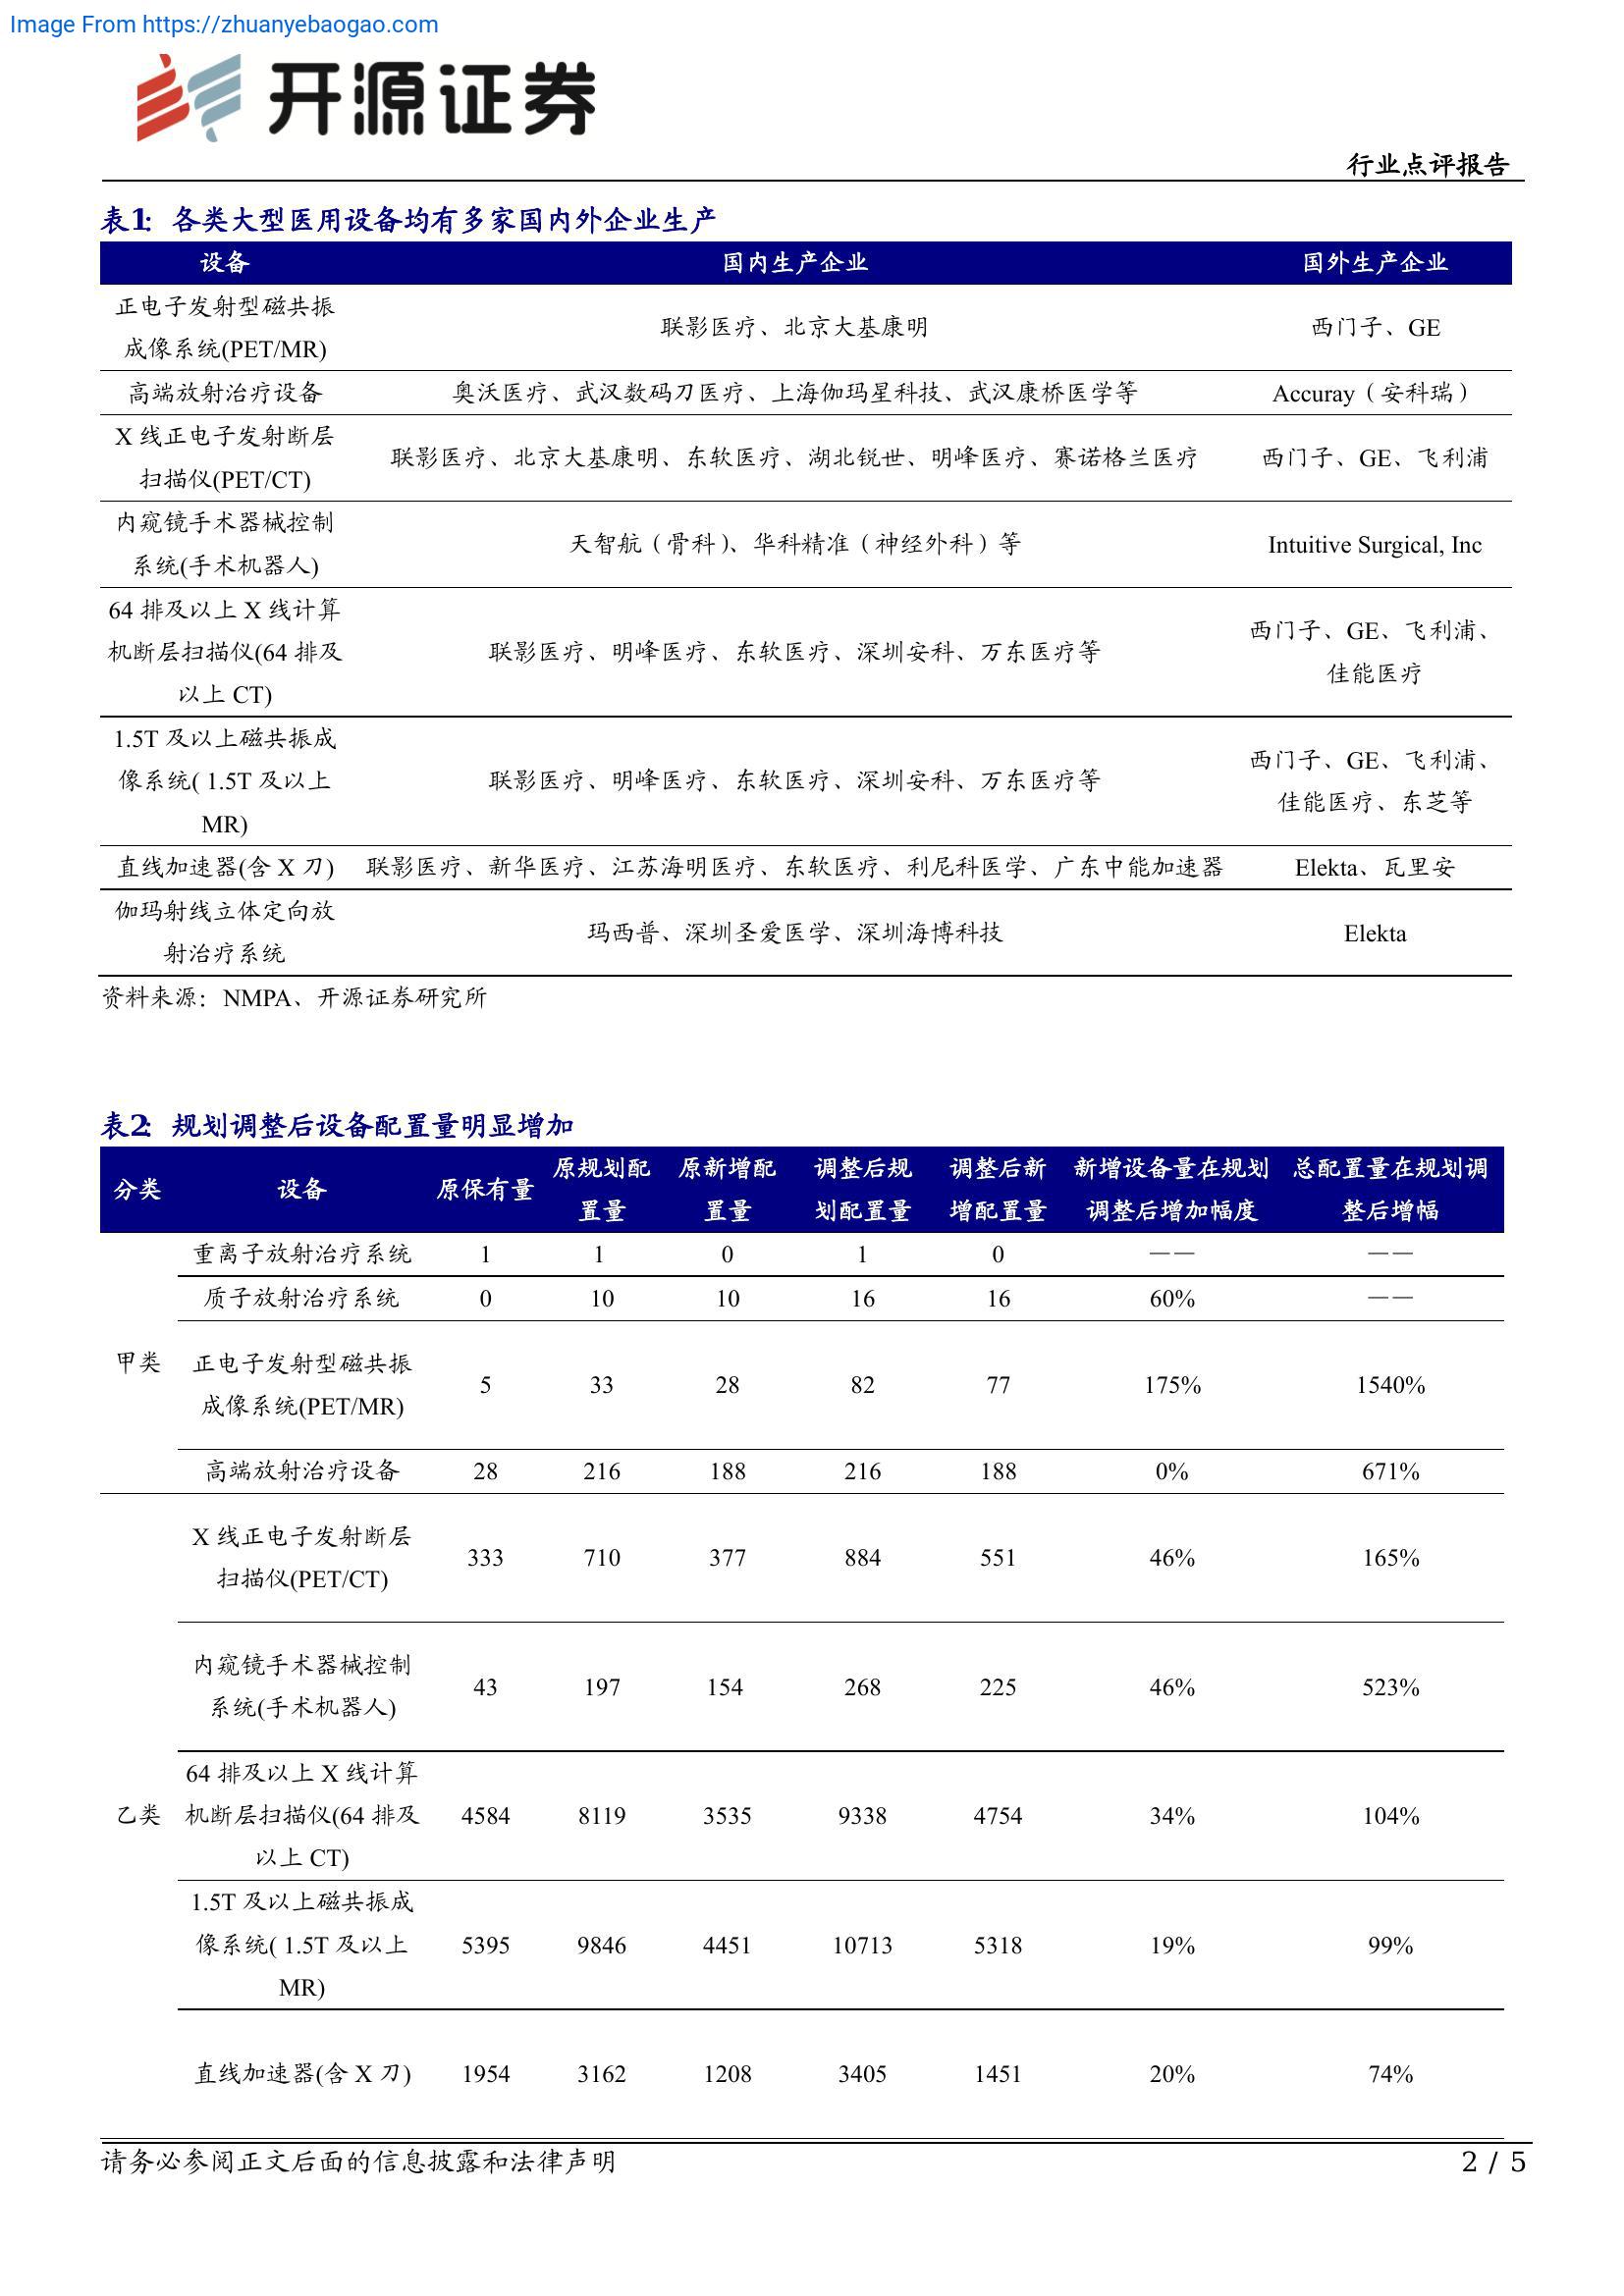 Image From https://zhuanyebaogao.com
开源证券
行业点评报告
表1： 各类大型医用设备均有多家国内外企业生产
设备 国内生产企业 国外生产企业
正电子发射型磁共振
成像系统(PET/MR)
联影医疗、北京大基康明
西门子、GE
高端放射治疗设备 奥沃医疗、武汉数码刀医疗、上海伽玛星科技、武汉康桥医学等 Accuray（安科瑞）
X 线正电子发射断层
扫描仪(PET/CT)
联影医疗、北京大基康明、东软医疗、湖北锐世、明峰医疗、赛诺格兰医疗
西门子、GE、飞利浦
内窥镜手术器械控制
系统(手术机器人)
天智航（骨科）、华科精准（神经外科）等
Intuitive Surgical, Inc
64 排及以上 X 线计算
机断层扫描仪(64 排及
以上 CT)
联影医疗、明峰医疗、东软医疗、深圳安科、万东医疗等
西门子、GE、飞利浦、
佳能医疗
1.5T 及以上磁共振成
像系统( 1.5T 及以上
MR)
联影医疗、明峰医疗、东软医疗、深圳安科、万东医疗等
西门子、GE、飞利浦、
佳能医疗、东芝等
直线加速器(含 X 刀) 联影医疗、新华医疗、江苏海明医疗、东软医疗、利尼科医学、广东中能加速器 Elekta、瓦里安
伽玛射线立体定向放
射治疗系统
玛西普、深圳圣爱医学、深圳海博科技
Elekta
资料来源：NMPA、开源证券研究所
表2： 规划调整后设备配置量明显增加
分类
设备
原保有量
原规划配
置量
原新增配
置量
调整后规
划配置量
调整后新
增配置量
新增设备量在规划
调整后增加幅度
总配置量在规划调
整后增幅
甲类
重离子放射治疗系统 1 1 0 1 0 —— ——
质子放射治疗系统 0 10 10 16 16 60% ——
正电子发射型磁共振
成像系统(PET/MR)
5 33 28 82 77 175% 1540%
高端放射治疗设备 28 216 188 216 188 0% 671%
乙类
X 线正电子发射断层
扫描仪(PET/CT)
333 710 377 884 551 46% 165%
内窥镜手术器械控制
系统(手术机器人)
43 197 154 268 225 46% 523%
64 排及以上 X 线计算
机断层扫描仪(64 排及
以上 CT)
4584 8119 3535 9338 4754 34% 104%
1.5T 及以上磁共振成
像系统( 1.5T 及以上
MR)
5395 9846 4451 10713 5318 19% 99%
直线加速器(含 X 刀) 1954 3162 1208 3405 1451 20% 74%
请务必参阅正文后面的信息披露和法律声明
2 / 5